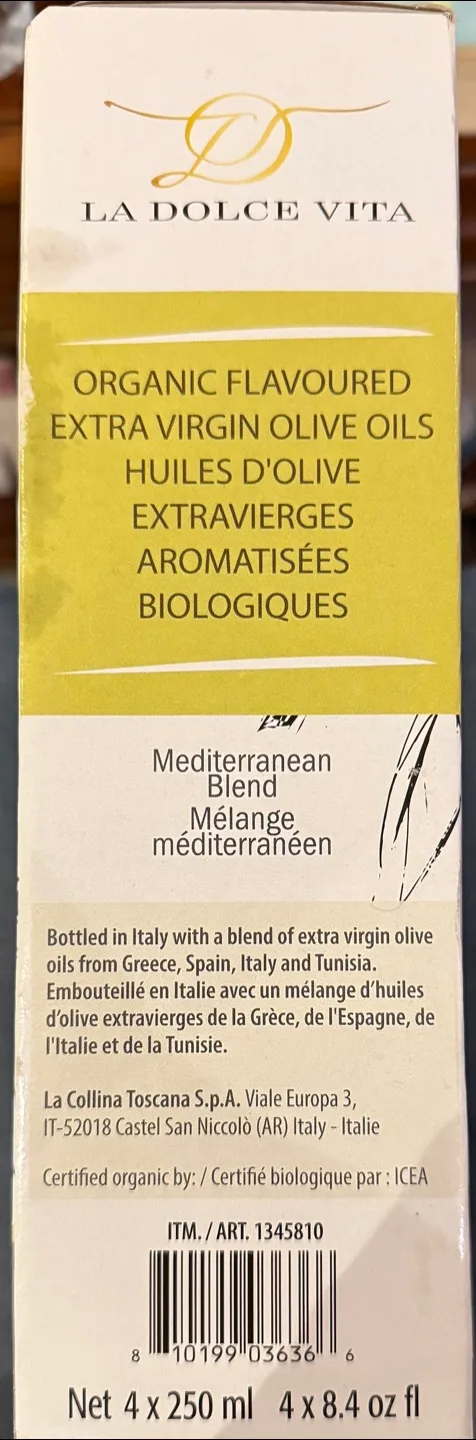 LD
LA DOLCE VITA
ORGANIC FLAVOURED
EXTRA VIRGIN OLIVE OILS
HUILES D'OLIVE
EXTRAVIERGES
AROMATISÉES
BIOLOGIQUES
Mediterranean
Blend
Mélange
méditerranéen
Bottled in Italy with a blend of extra virgin olive
oils from Greece, Spain, Italy and Tunisia.
Embouteillé en Italie avec un mélange d'huiles
d'olive extravierges de la Grèce, de l'Espagne, de
l'Italie et de la Tunisie.
La Collina Toscana S.p.A. Viale Europa 3,
IT-52018 Castel San Niccolò (AR) Italy - Italie
Certified organic by: / Certifié biologique par : ICEA
ITM. / ART. 1345810
8 10199 03636 6
Net 4 x 250 ml 4 x 8.4 oz fl